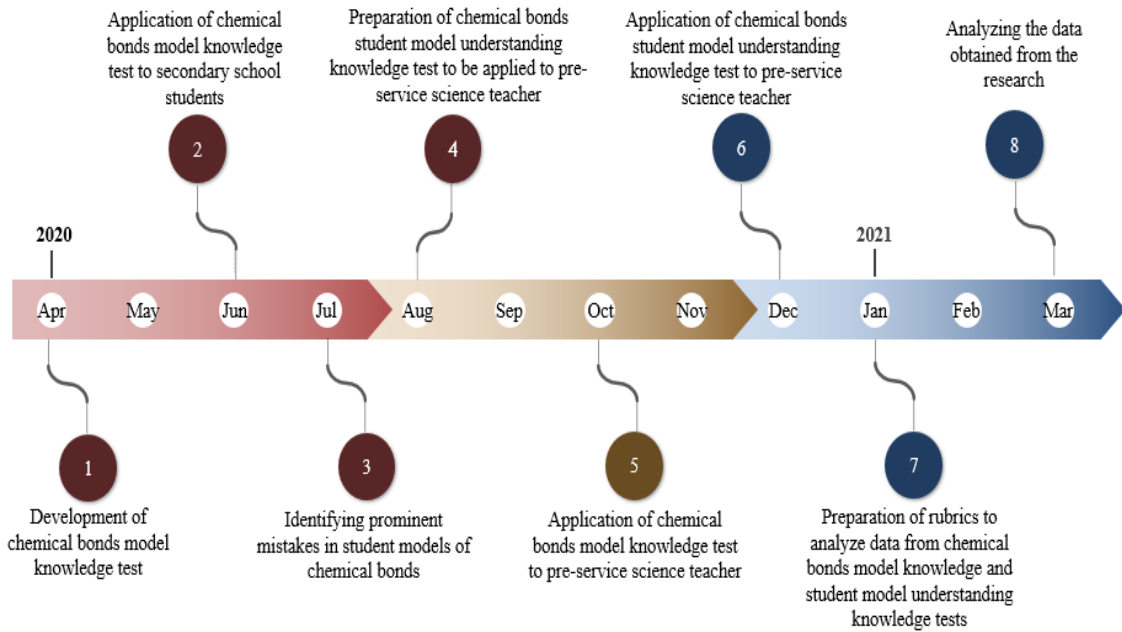 Application of chemical
bonds model knowledge
test to secondary school
students
Preparation of chemical bonds
student model understanding
knowledge test to be applied to pre-
service science teacher
Application of chemical bonds
student model understanding
knowledge test to pre-service
science teacher
Analyzing the data
obtained from the
research
2
4
6
8
2020
2021
Apr
May
Jun
Jul
Aug
Sep
Oct
Nov
Dec
Jan
Feb
Mar
1
3
5
7
Development of
chemical bonds model
knowledge test
Identifying prominent
mistakes in student models of
chemical bonds
Application of chemical
bonds model knowledge test
to pre-service science teacher
Preparation of rubrics to
analyze data from chemical
bonds model knowledge and
student model understanding
knowledge tests